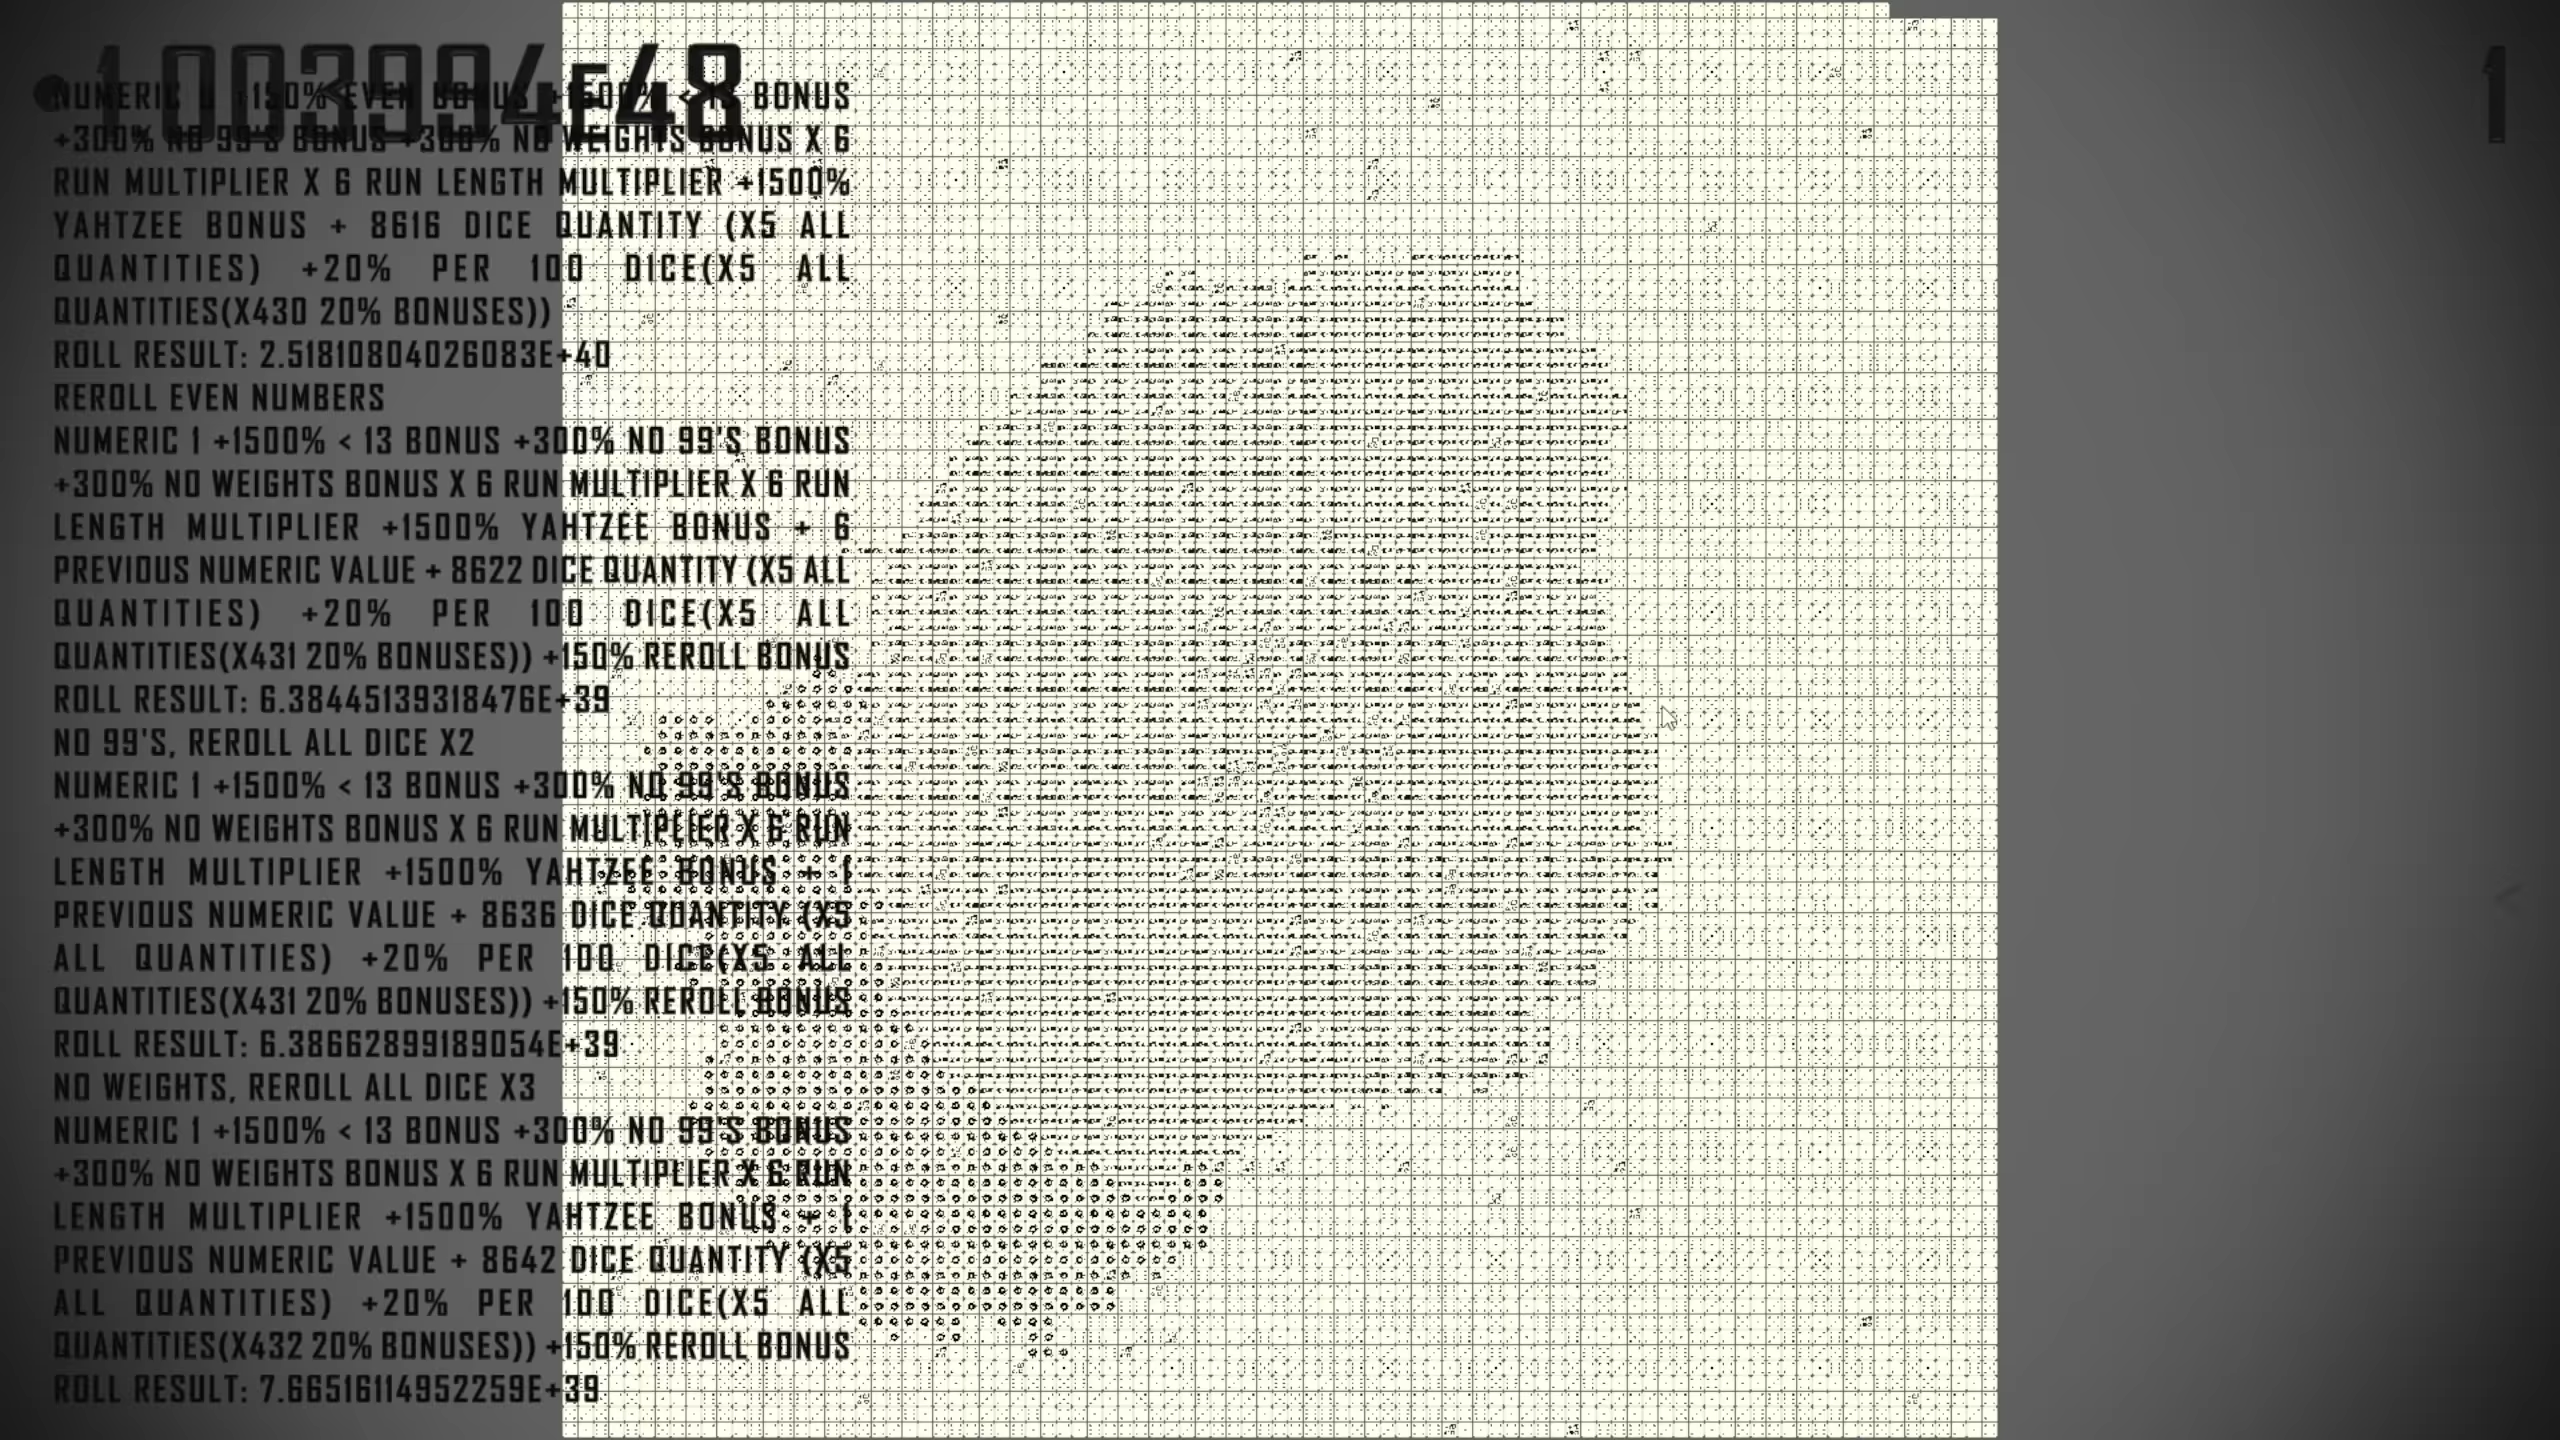 1.003994E+48
1
NUMERIC 6 +150% EVEN BONUS +1500% < 13 BONUS
+300% NO 99'S BONUS +300% NO WEIGHTS BONUS X 6
RUN MULTIPLIER X 6 RUN LENGTH MULTIPLIER +1500%
YAHTZEE BONUS + 8616 DICE QUANTITY (X5 ALL
QUANTITIES) +20% PER 100 DICE(X5 ALL
QUANTITIES(X430 20% BONUSES))
ROLL RESULT: 2.51810804026083E+40
REROLL EVEN NUMBERS
NUMERIC 1 +1500% < 13 BONUS +300% NO 99'S BONUS
+300% NO WEIGHTS BONUS X 6 RUN MULTIPLIER X 6 RUN
LENGTH MULTIPLIER +1500% YAHTZEE BONUS + 6
PREVIOUS NUMERIC VALUE + 8622 DICE QUANTITY (X5 ALL
QUANTITIES) +20% PER 100 DICE(X5 ALL
QUANTITIES(X431 20% BONUSES)) +150% REROLL BONUS
ROLL RESULT: 6.38445139318476E+39
NO 99'S, REROLL ALL DICE X2
NUMERIC 1 +1500% < 13 BONUS +300% NO 99'S BONUS
+300% NO WEIGHTS BONUS X 6 RUN MULTIPLIER X 6 RUN
LENGTH MULTIPLIER +1500% YAHTZEE BONUS + 1
PREVIOUS NUMERIC VALUE + 8636 DICE QUANTITY (X5
ALL QUANTITIES) +20% PER 100 DICE(X5 ALL
QUANTITIES(X431 20% BONUSES)) +150% REROLL BONUS
ROLL RESULT: 6.38662899189054E+39
NO WEIGHTS, REROLL ALL DICE X3
NUMERIC 1 +1500% < 13 BONUS +300% NO 99'S BONUS
+300% NO WEIGHTS BONUS X 6 RUN MULTIPLIER X 6 RUN
LENGTH MULTIPLIER +1500% YAHTZEE BONUS + 1
PREVIOUS NUMERIC VALUE + 8642 DICE QUANTITY (X5
ALL QUANTITIES) +20% PER 100 DICE(X5 ALL
QUANTITIES(X432 20% BONUSES)) +150% REROLL BONUS
ROLL RESULT: 7.66516114952259E+39
<